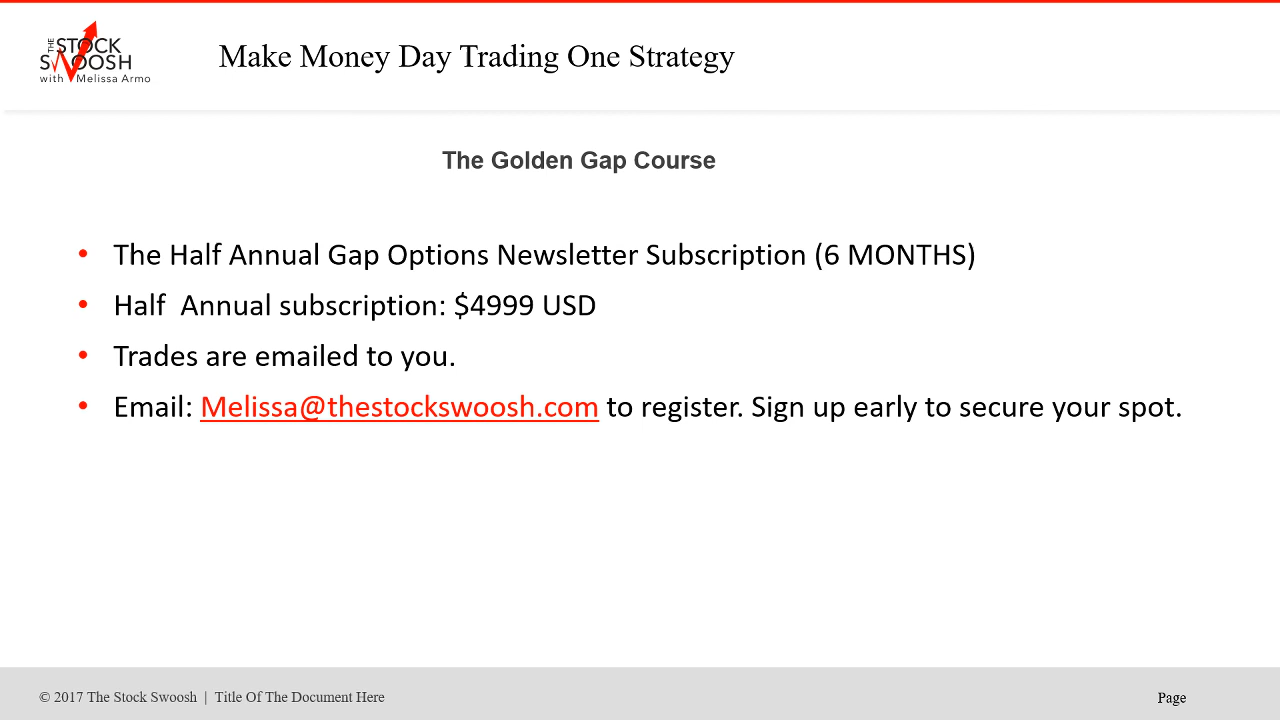 THE STOCK
SWOOSH
with Melissa Armo
Make Money Day Trading One Strategy
The Golden Gap Course
• The Half Annual Gap Options Newsletter Subscription (6 MONTHS)
• Half  Annual subscription: $4999 USD
• Trades are emailed to you.
• Email: Melissa@thestockswoosh.com to register. Sign up early to secure your spot.
© 2017 The Stock Swoosh | Title Of The Document Here
Page